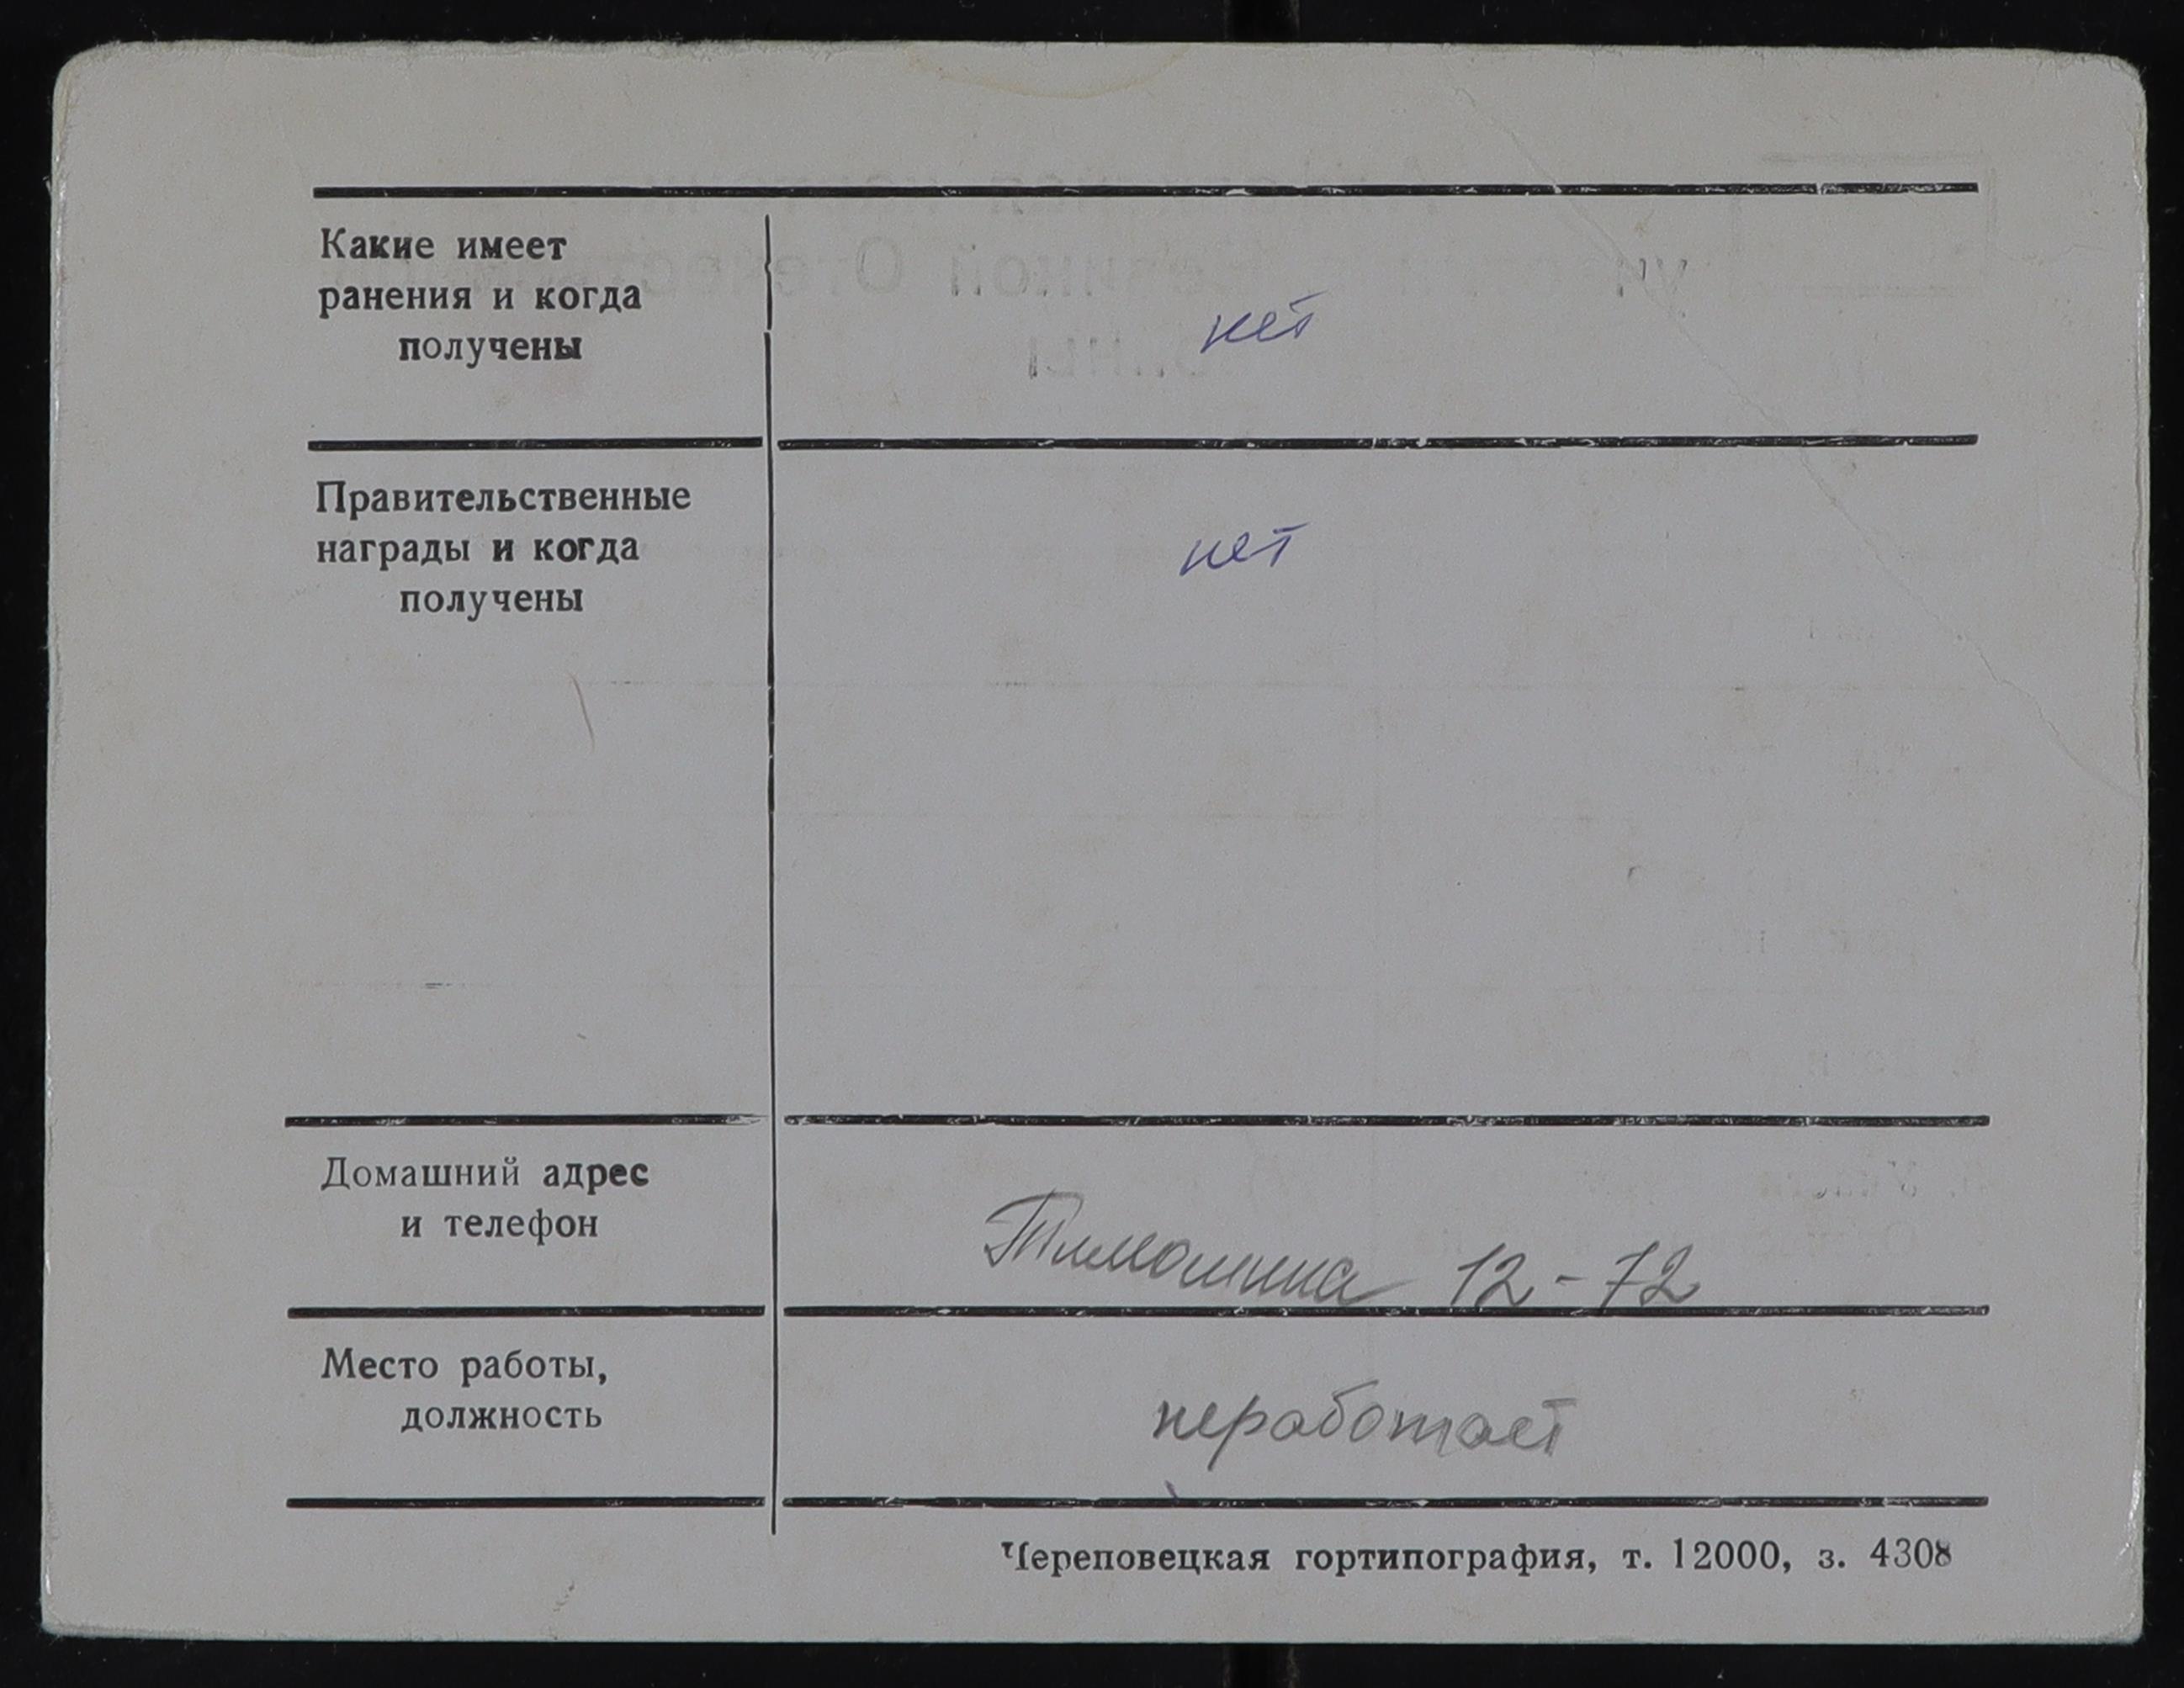 Какие имеет
ранения и когда
получены
нет
Правительственные
награды и когда
получены
нет
Домашний адрес
и телефон
Тимохина 12-72
Место работы,
должность
неработает
Череповецкая гортипография, т. 12000, з. 4308